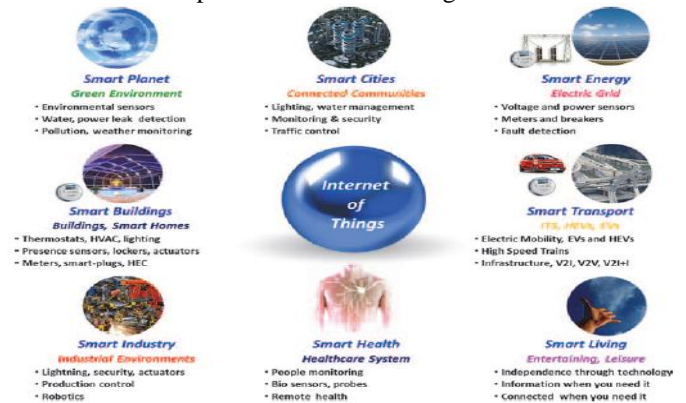 Smart Planet
Green Environment
• Environmental sensors
• Water, power leak detection
• Pollution, weather monitoring
Smart Cities
Connected Communities
• Lighting, water management
• Monitoring & security
• Traffic control
Smart Energy
Electric Grid
• Voltage and power sensors
• Meters and breakers
• Fault detection
Smart Buildings
Buildings, Smart Homes
• Thermostats, HVAC, lighting
• Presence sensors, lockers, actuators
• Meters, smart-plugs, HEC
Internet
of
Things
Smart Transport
ITS, HEVs, EVs
• Electric Mobility, EVs and HEVs
• High Speed Trains
• Infrastructure, V2I, V2V, V2I+I
Smart Industry
Industrial Environments
• Lightning, security, actuators
• Production control
• Robotics
Smart Health
Healthcare System
• People monitoring
• Bio sensors, probes
• Remote health
Smart Living
Entertaining, Leisure
• Independence through technology
• Information when you need it
• Connected when you need it